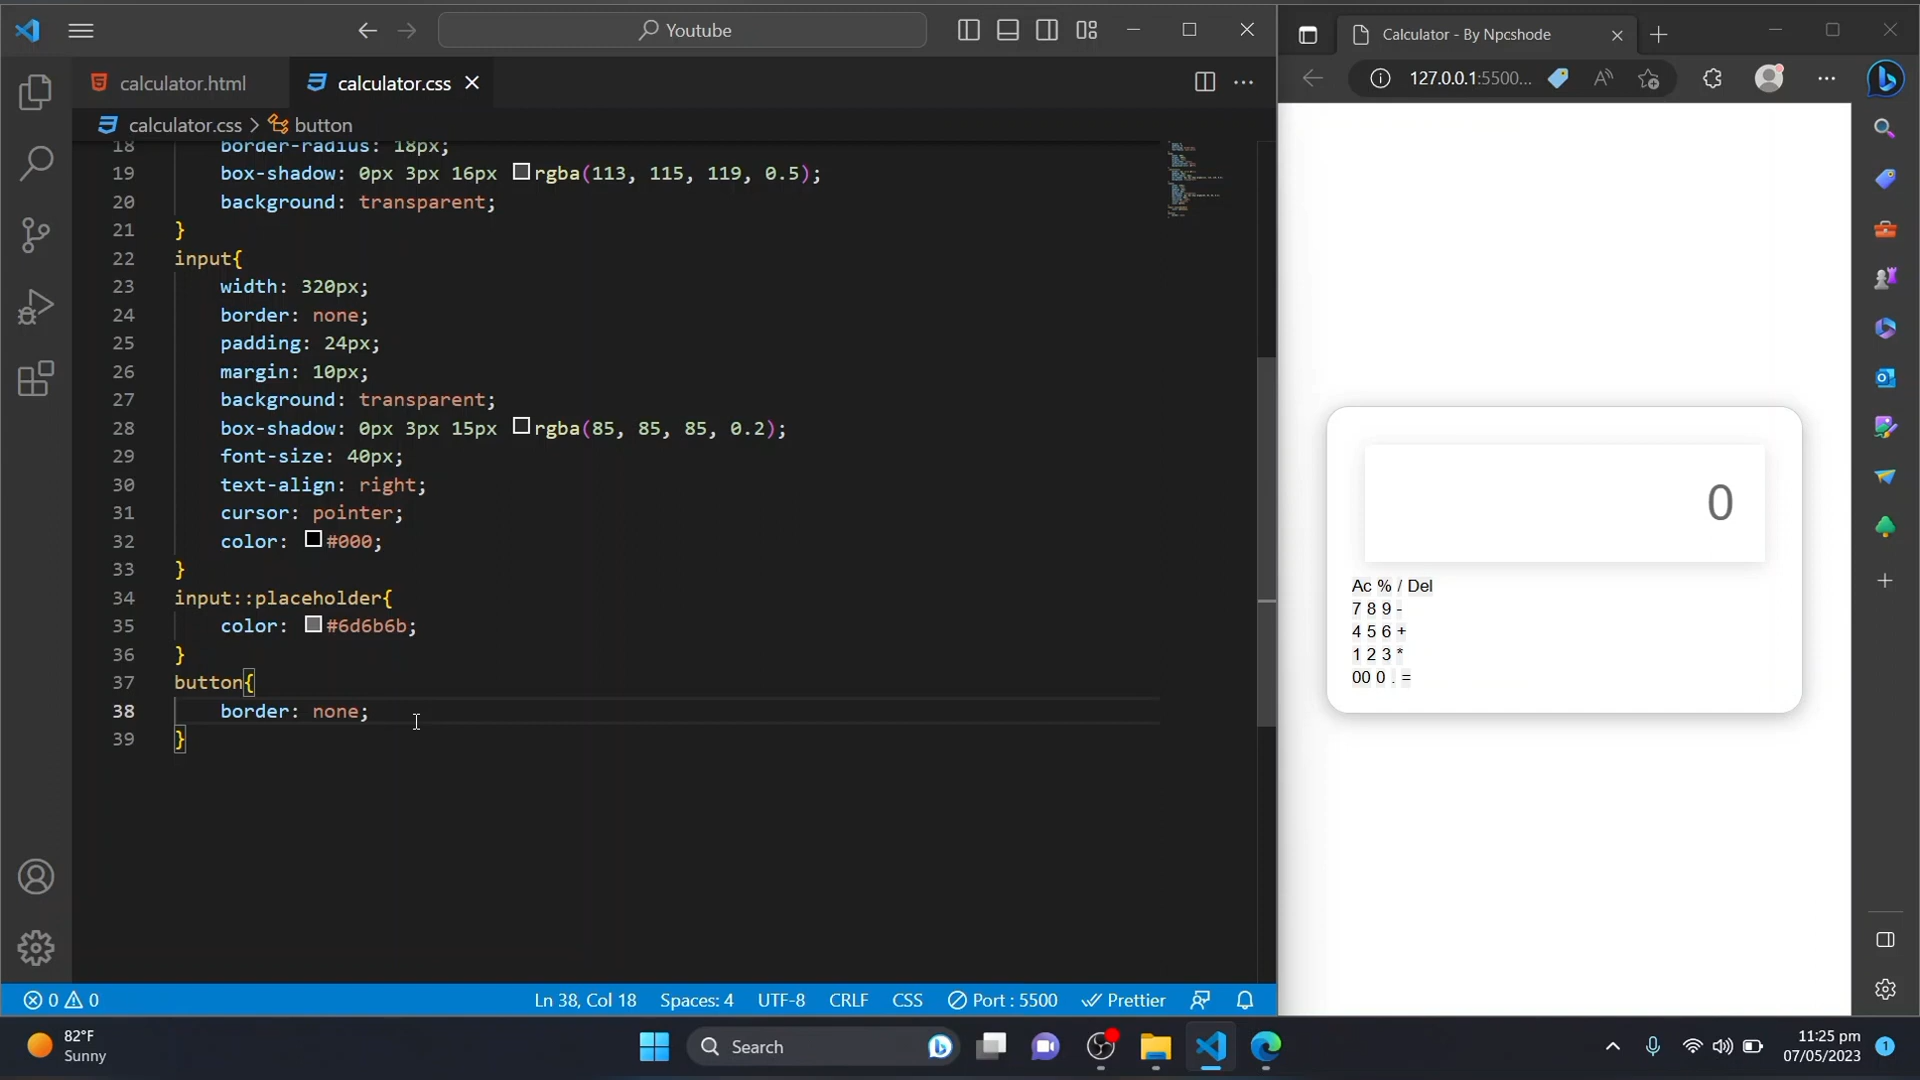 Youtube
calculator.html
calculator.css
calculator.css > button
18 border-radius: 18px;
19 box-shadow: 0px 3px 16px rgba(113, 115, 119, 0.5);
20 background: transparent;
21 }
22 input{
23 width: 320px;
24 border: none;
25 padding: 24px;
26 margin: 10px;
27 background: transparent;
28 box-shadow: 0px 3px 15px rgba(85, 85, 85, 0.2);
29 font-size: 40px;
30 text-align: right;
31 cursor: pointer;
32 color: #000;
33 }
34 input::placeholder{
35 color: #6d6b6b;
36 }
37 button{
38 border: none;
39 }
0 0
Ln 38, Col 18
Spaces: 4
UTF-8
CRLF
CSS
Port : 5500
Prettier
Calculator - By Npcshode
127.0.0.1:5500...
0
Ac % / Del
7 8 9 -
4 5 6 +
1 2 3 *
00 0 . =
82°F
Sunny
Search
11:25 pm
07/05/2023
1